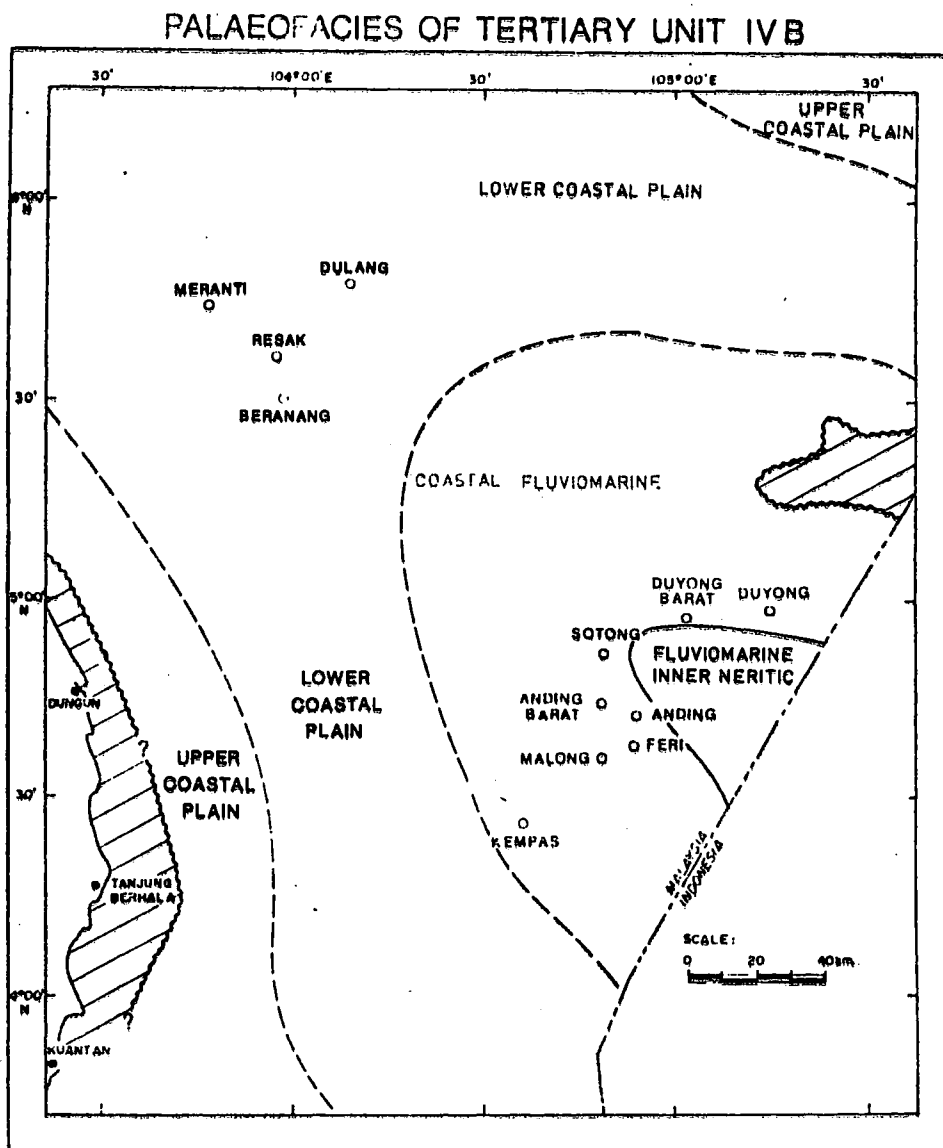 PALAEOFACIES OF TERTIARY UNIT IVB
30' 104°00'E 30' 105°00'E 30'
UPPER
COASTAL PLAIN
LOWER COASTAL PLAIN
6°00'
N
DULANG
MERANTI
RESAK
30'
BERANANG
COASTAL FLUVIOMARINE
5°00'
N
DUYONG
BARAT
DUYONG
SOTONG
FLUVIOMARINE
INNER NERITIC
LOWER
COASTAL
PLAIN
DUNGUN
ANDING
BARAT
ANDING
?
FERI
MALONG
UPPER
COASTAL
PLAIN
30'
KEMPAS
MALAYSIA
INDONESIA
TANJUNG
BERHALA
SCALE:
0 20 40km
4°00'
N
KUANTAN